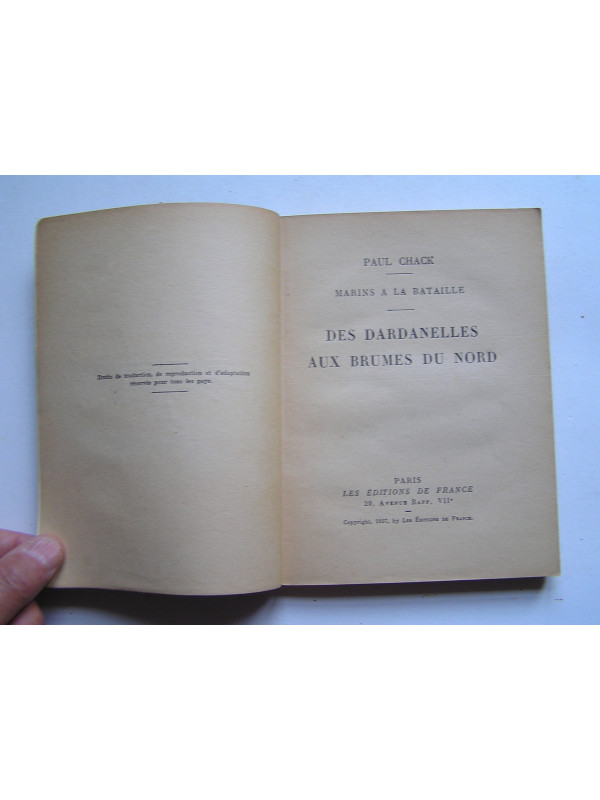 Droits de traduction, de reproduction et d'adaptation
réservés pour tous les pays.
PAUL CHACK
MARINS A LA BATAILLE
DES DARDANELLES
AUX BRUMES DU NORD
PARIS
LES ÉDITIONS DE FRANCE
20, AVENUE RAPP, VIIe
Copyright, 1937, by LES ÉDITIONS DE FRANCE.